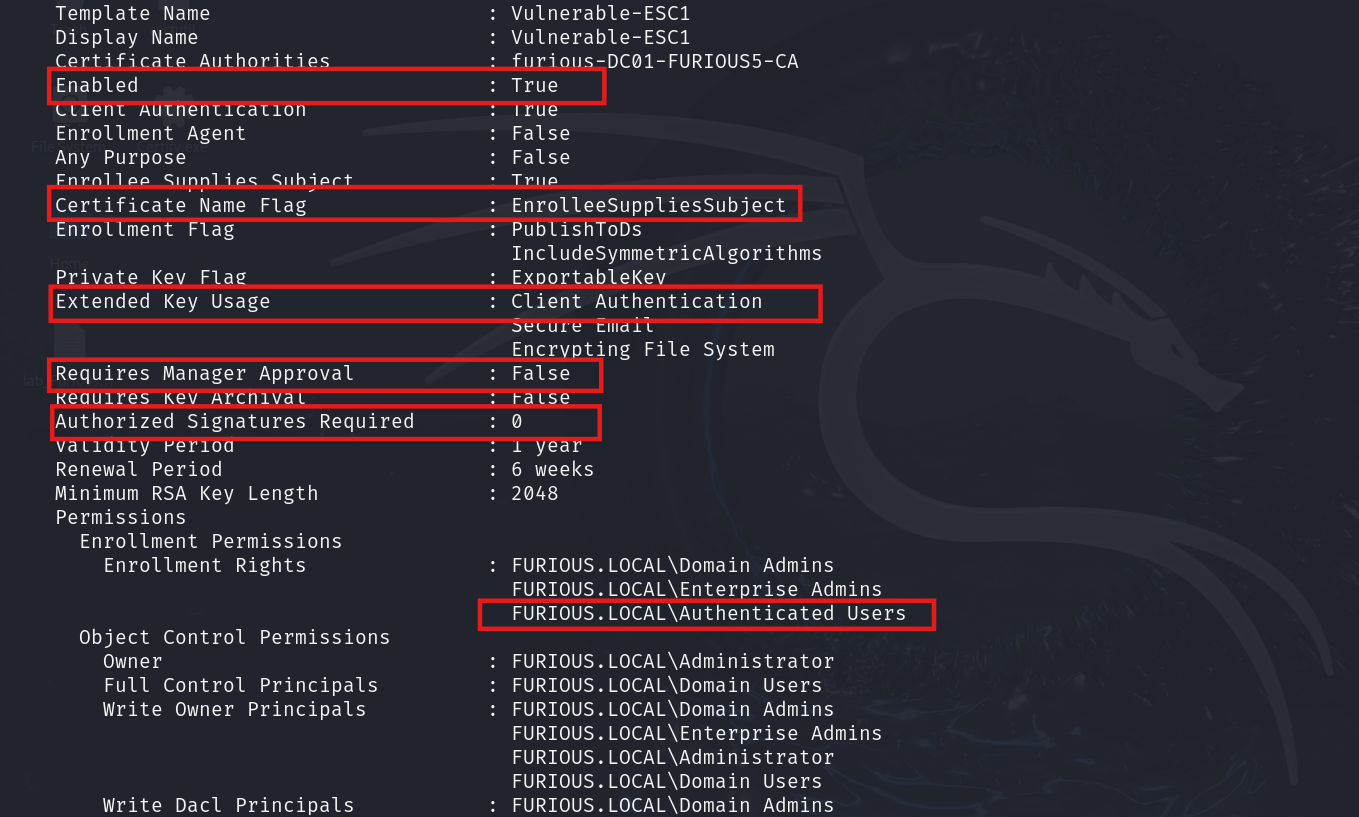 Template Name : Vulnerable-ESC1
Display Name : Vulnerable-ESC1
Certificate Authorities : furious-DC01-FURIOUS5-CA
Enabled : True
Client Authentication : True
Enrollment Agent : False
Any Purpose : False
Enrollee Supplies Subject : True
Certificate Name Flag : EnrolleeSuppliesSubject
Enrollment Flag : PublishToDs
IncludeSymmetricAlgorithms
Private Key Flag : ExportableKey
Extended Key Usage : Client Authentication
Secure Email
Encrypting File System
Requires Manager Approval : False
Requires Key Archival : False
Authorized Signatures Required : 0
Validity Period : 1 year
Renewal Period : 6 weeks
Minimum RSA Key Length : 2048
Permissions
Enrollment Permissions
Enrollment Rights : FURIOUS.LOCAL\Domain Admins
FURIOUS.LOCAL\Enterprise Admins
FURIOUS.LOCAL\Authenticated Users
Object Control Permissions
Owner : FURIOUS.LOCAL\Administrator
Full Control Principals : FURIOUS.LOCAL\Domain Users
Write Owner Principals : FURIOUS.LOCAL\Domain Admins
FURIOUS.LOCAL\Enterprise Admins
FURIOUS.LOCAL\Administrator
FURIOUS.LOCAL\Domain Users
Write Dacl Principals : FURIOUS.LOCAL\Domain Admins